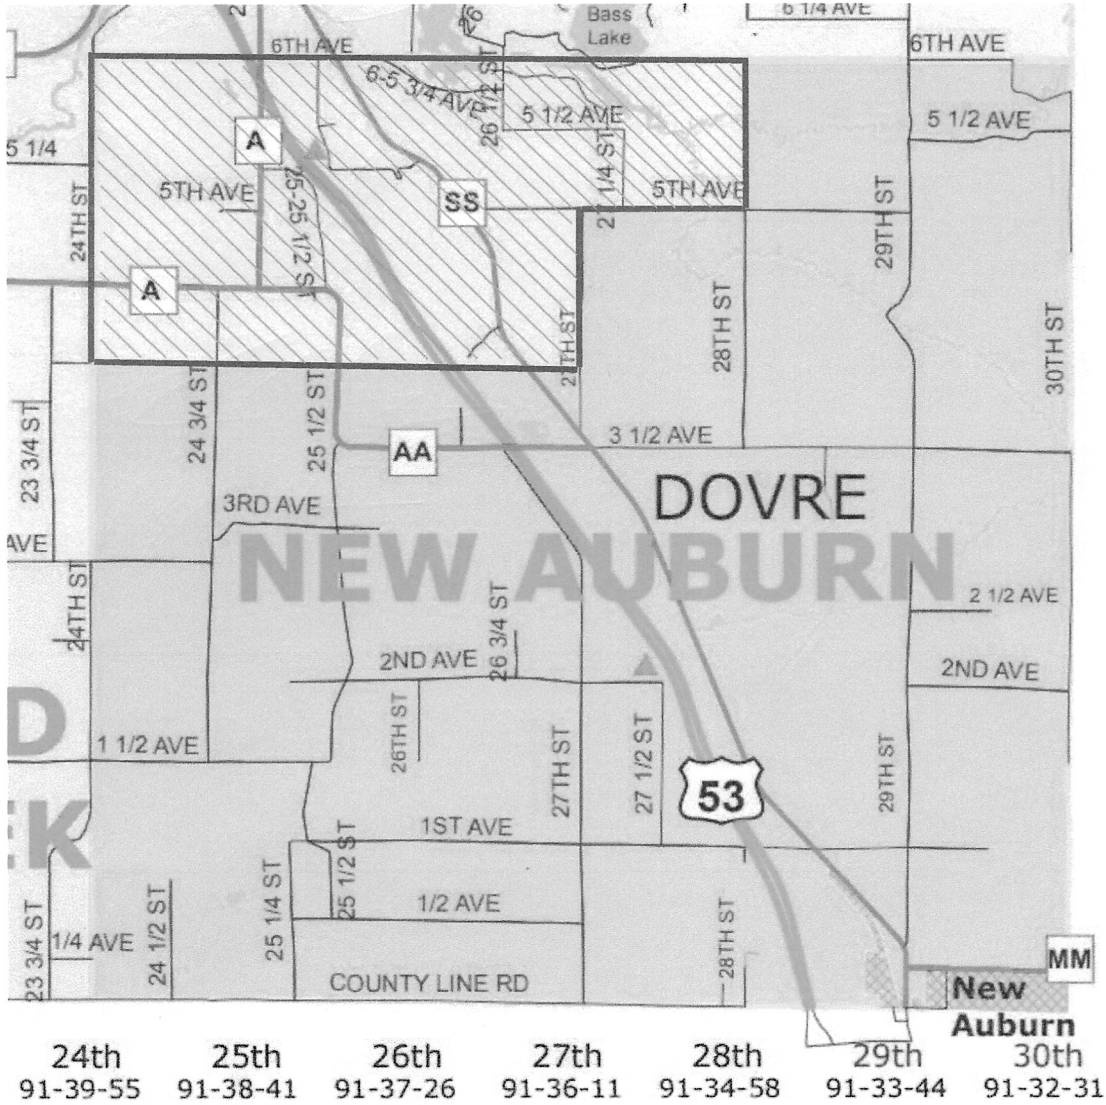 2
26
Bass
Lake
6 1/4 AVE
6TH AVE
6TH AVE
6-5 3/4 AVE
26 1/2 ST
5 1/2 AVE
5 1/2 AVE
A
5 1/4
5TH AVE
24TH ST
25-25 1/2 ST
SS
1/4 ST
5TH AVE
29TH ST
A
27TH ST
28TH ST
30TH ST
23 3/4 ST
24 3/4 ST
25 1/2 ST
AA
3 1/2 AVE
3RD AVE
DOVRE
AVE
NEW AUBURN
24TH ST
2 1/2 AVE
26 3/4 ST
2ND AVE
2ND AVE
D
1 1/2 AVE
26TH ST
27TH ST
27 1/2 ST
53
29TH ST
EK
1ST AVE
25 1/2 ST
25 1/4 ST
1/2 AVE
23 3/4 ST
1/4 AVE
24 1/2 ST
28TH ST
COUNTY LINE RD
MM
New
Auburn
24th 25th 26th 27th 28th 29th 30th
91-39-55 91-38-41 91-37-26 91-36-11 91-34-58 91-33-44 91-32-31